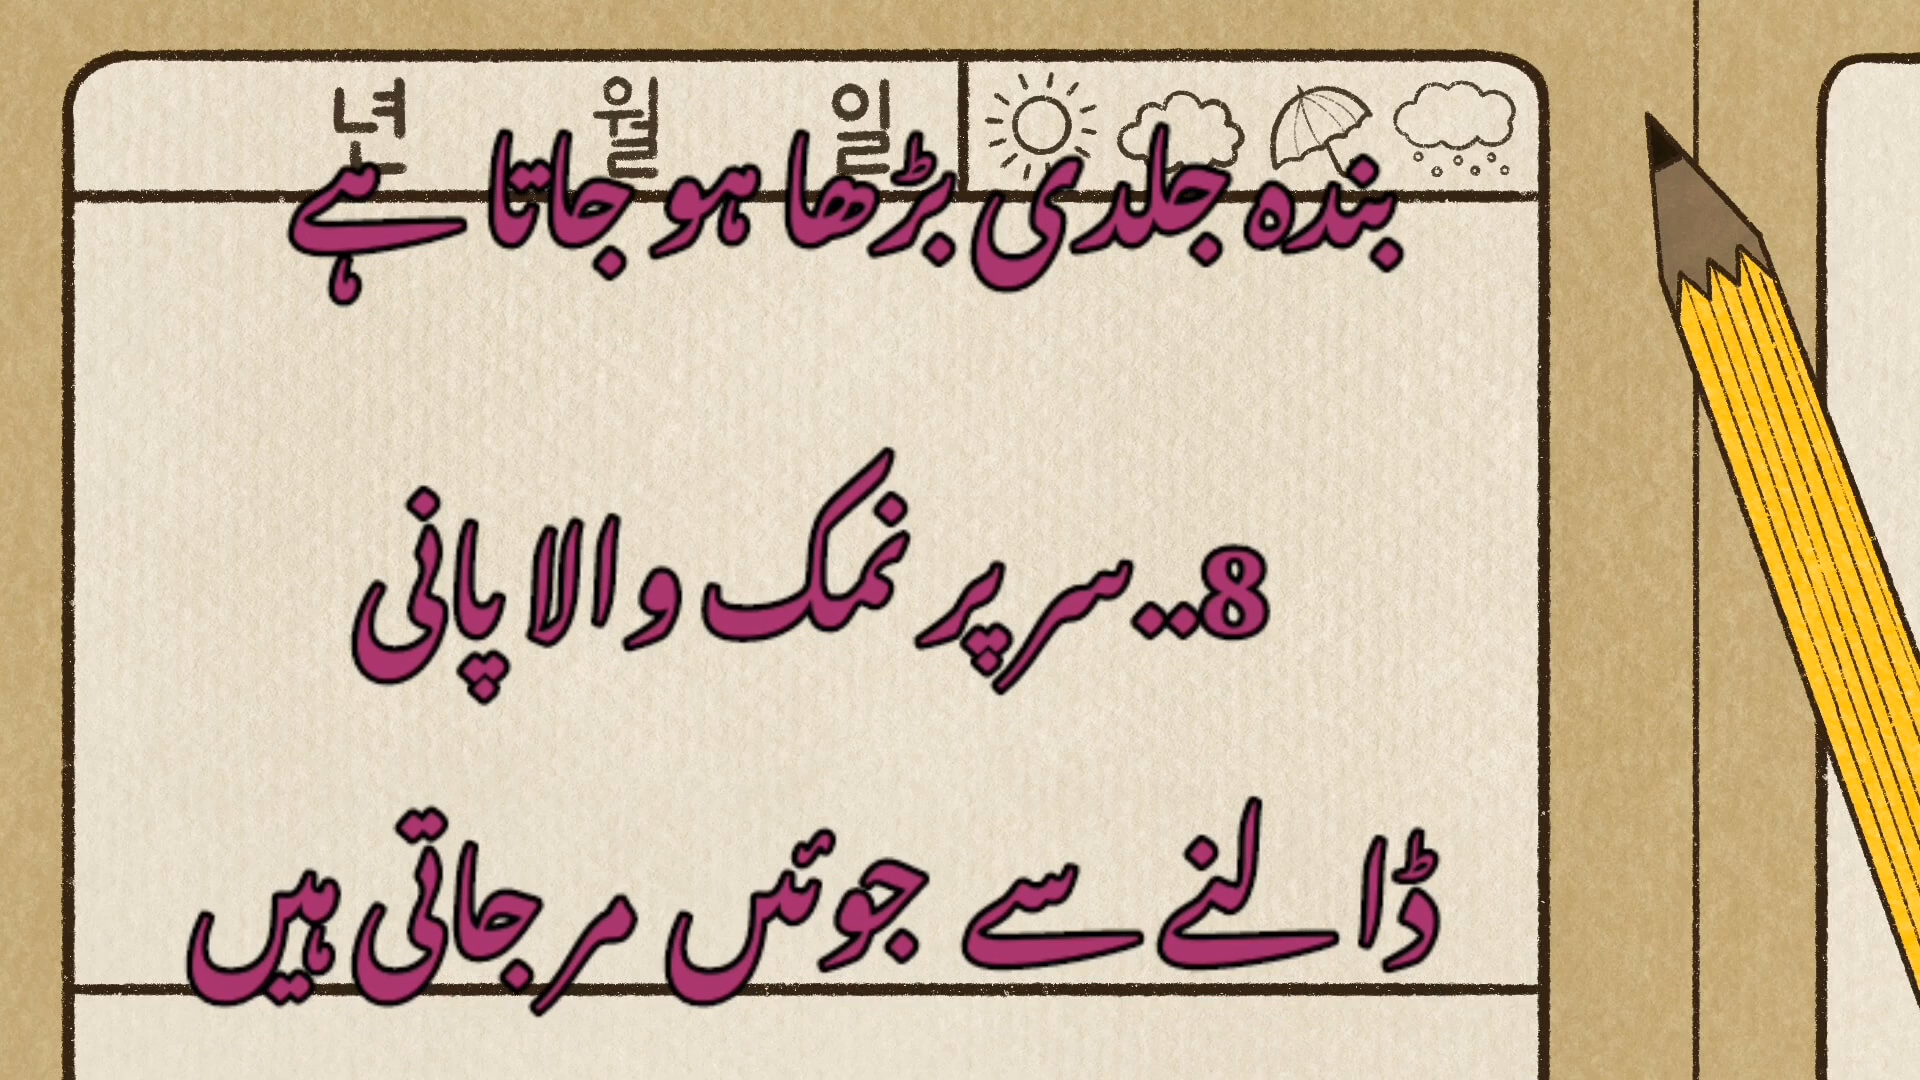 년 월 일
بندہ جلدی بڑھا ہو جاتا ہے
8..سر پر نمک والا پانی
ڈالنے سے جوئیں مرجاتی ہیں